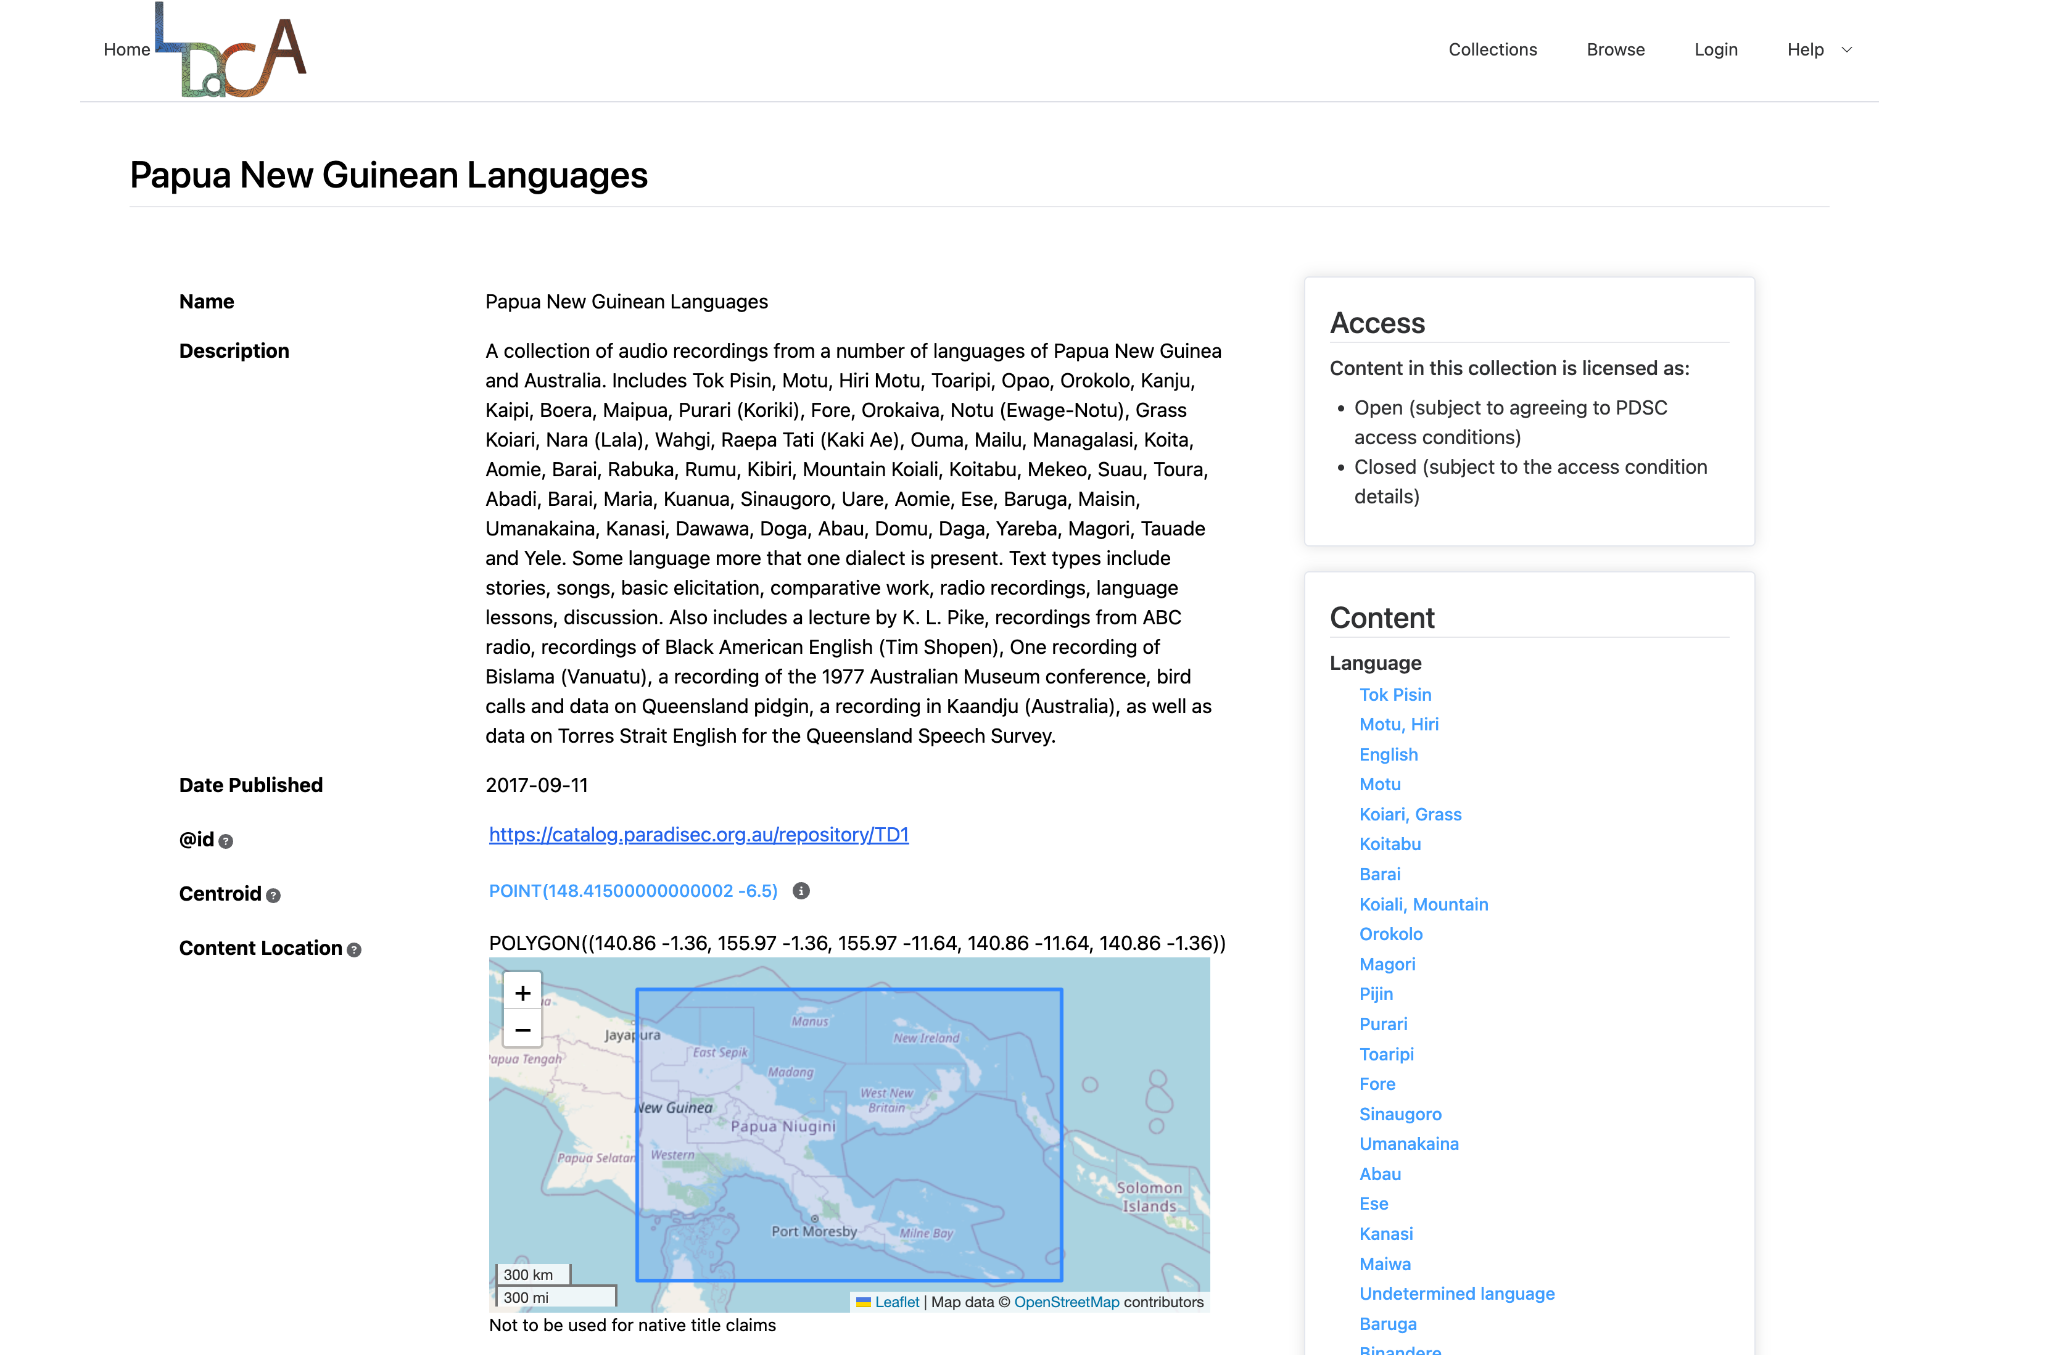 Home
LDaCA
Collections
Browse
Login
Help
Papua New Guinean Languages
Name
Papua New Guinean Languages
Description
A collection of audio recordings from a number of languages of Papua New Guinea
and Australia. Includes Tok Pisin, Motu, Hiri Motu, Toaripi, Opao, Orokolo, Kanju,
Kaipi, Boera, Maipua, Purari (Koriki), Fore, Orokaiva, Notu (Ewage-Notu), Grass
Koiari, Nara (Lala), Wahgi, Raepa Tati (Kaki Ae), Ouma, Mailu, Managalasi, Koita,
Aomie, Barai, Rabuka, Rumu, Kibiri, Mountain Koiali, Koitabu, Mekeo, Suau, Toura,
Abadi, Barai, Maria, Kuanua, Sinaugoro, Uare, Aomie, Ese, Baruga, Maisin,
Umanakaina, Kanasi, Dawawa, Doga, Abau, Domu, Daga, Yareba, Magori, Tauade
and Yele. Some language more that one dialect is present. Text types include
stories, songs, basic elicitation, comparative work, radio recordings, language
lessons, discussion. Also includes a lecture by K. L. Pike, recordings from ABC
radio, recordings of Black American English (Tim Shopen), One recording of
Bislama (Vanuatu), a recording of the 1977 Australian Museum conference, bird
calls and data on Queensland pidgin, a recording in Kaandju (Australia), as well as
data on Torres Strait English for the Queensland Speech Survey.
Date Published
2017-09-11
@id
https://catalog.paradisec.org.au/repository/TD1
Centroid
POINT(148.41500000000002 -6.5)
Content Location
POLYGON((140.86 -1.36, 155.97 -1.36, 155.97 -11.64, 140.86 -11.64, 140.86 -1.36))
+
−
Jayapura
Manus
New Ireland
East Sepik
Papua Tengah
Madang
West New
Britain
New Guinea
Papua Niugini
Papua Selatan
Western
Solomon
Islands
Port Moresby
Milne Bay
300 km
300 mi
Leaflet | Map data © OpenStreetMap contributors
Not to be used for native title claims
Access
Content in this collection is licensed as:
• Open (subject to agreeing to PDSC
access conditions)
• Closed (subject to the access condition
details)
Content
Language
Tok Pisin
Motu, Hiri
English
Motu
Koiari, Grass
Koitabu
Barai
Koiali, Mountain
Orokolo
Magori
Pijin
Purari
Toaripi
Fore
Sinaugoro
Umanakaina
Abau
Ese
Kanasi
Maiwa
Undetermined language
Baruga
Binandere